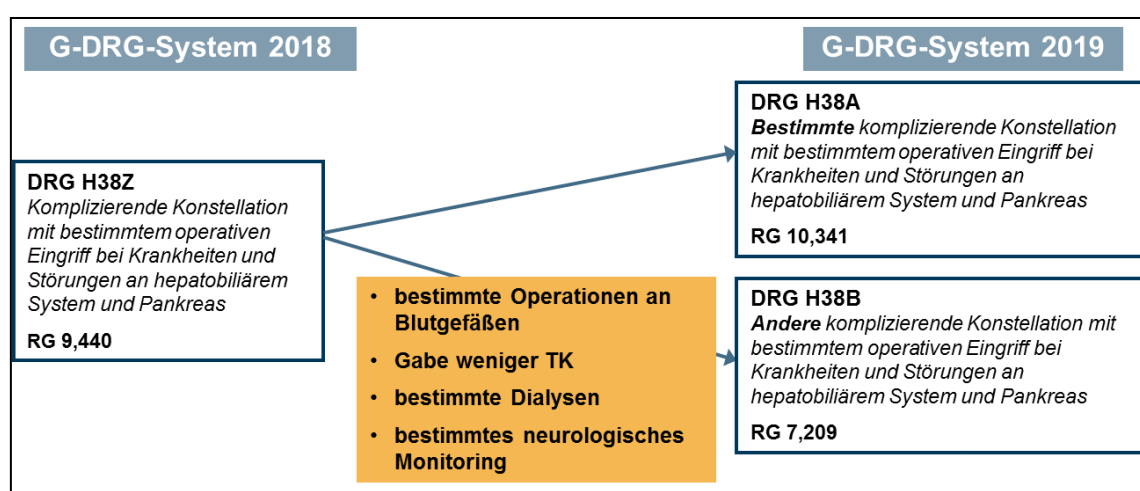 G-DRG-System 2018
G-DRG-System 2019
DRG H38Z
Komplizierende Konstellation
mit bestimmtem operativen
Eingriff bei Krankheiten und
Störungen an hepatobiliärem
System und Pankreas
RG 9,440
• bestimmte Operationen an
Blutgefäßen
• Gabe weniger TK
• bestimmte Dialysen
• bestimmtes neurologisches
Monitoring
DRG H38A
Bestimmte komplizierende Konstellation
mit bestimmtem operativen Eingriff bei
Krankheiten und Störungen an
hepatobiliärem System und Pankreas
RG 10,341
DRG H38B
Andere komplizierende Konstellation mit
bestimmtem operativen Eingriff bei
Krankheiten und Störungen an
hepatobiliärem System und Pankreas
RG 7,209